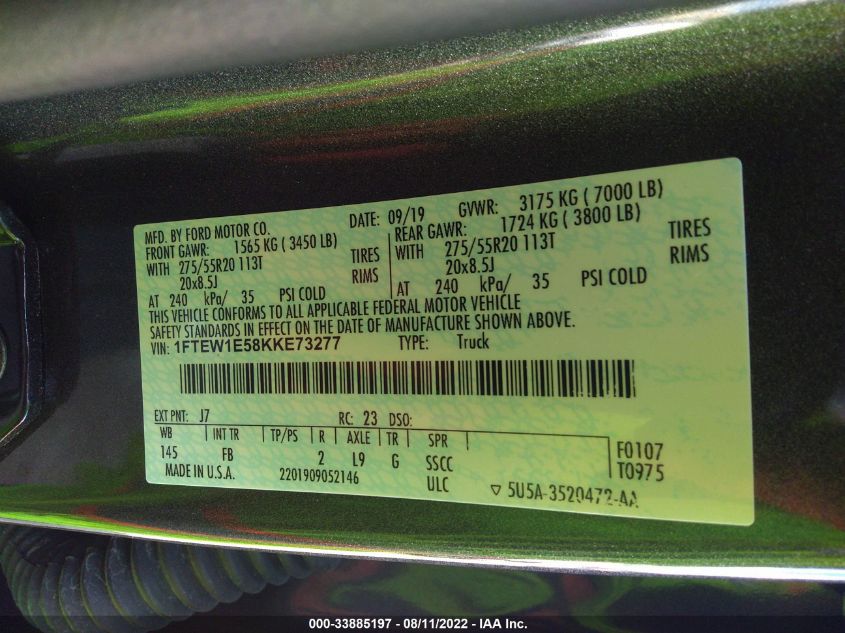 MFD. BY FORD MOTOR CO. DATE: 09/19 GVWR: 3175 KG ( 7000 LB)
FRONT GAWR: 1565 KG ( 3450 LB) REAR GAWR: 1724 KG ( 3800 LB)
WITH 275/55R20 113T TIRES WITH 275/55R20 113T TIRES
20x8.5J RIMS 20x8.5J RIMS
AT 240 kPa/ 35 PSI COLD AT 240 kPa/ 35 PSI COLD
THIS VEHICLE CONFORMS TO ALL APPLICABLE FEDERAL MOTOR VEHICLE
SAFETY STANDARDS IN EFFECT ON THE DATE OF MANUFACTURE SHOWN ABOVE.
VIN: 1FTEW1E58KKE73277 TYPE: Truck
EXT PNT: J7 RC: 23 DSO:
WB INT TR TP/PS R AXLE TR SPR F0107
145 FB 2 L9 G SSCC T0975
MADE IN U.S.A. 2201909052146 ULC ▽ 5U5A-3520472-AA
000-33885197 - 08/11/2022 - IAA Inc.